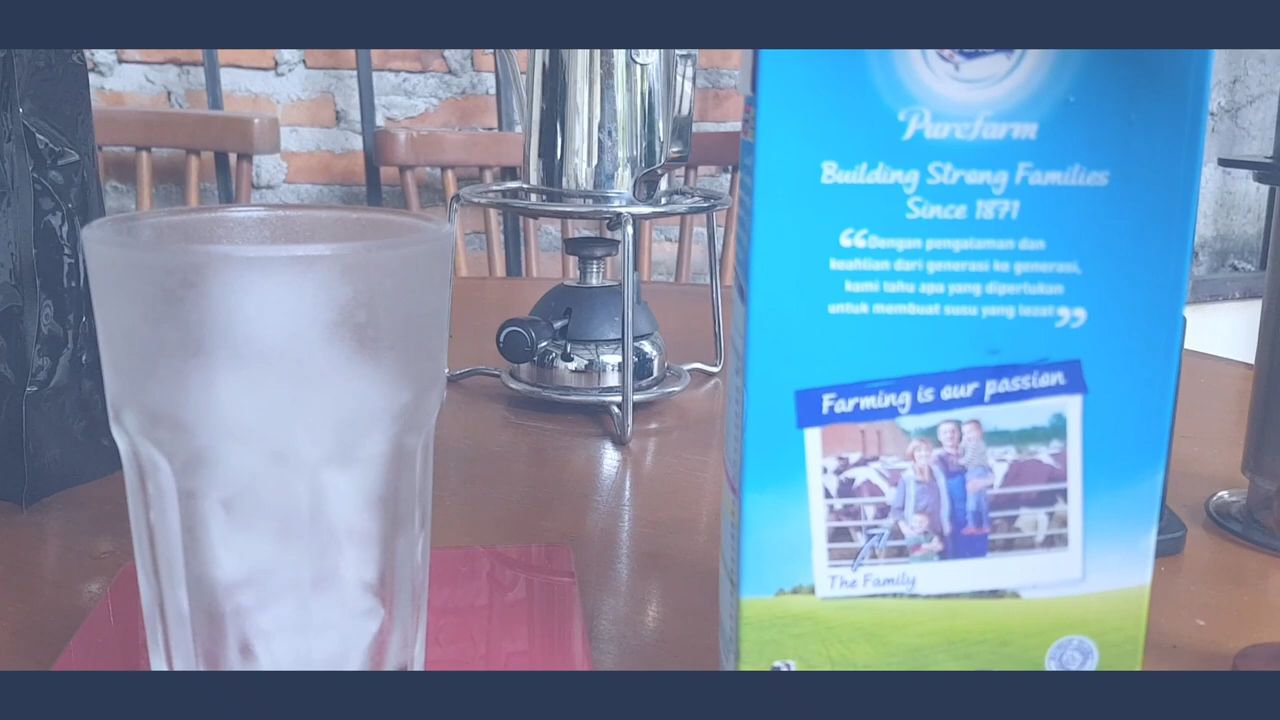 Purefarm
Building Strong Families
Since 1871
“Dengan pengalaman dan
keahlian dari generasi ke generasi,
kami tahu apa yang diperlukan
untuk membuat susu yang lezat”
Farming is our passion
The Family